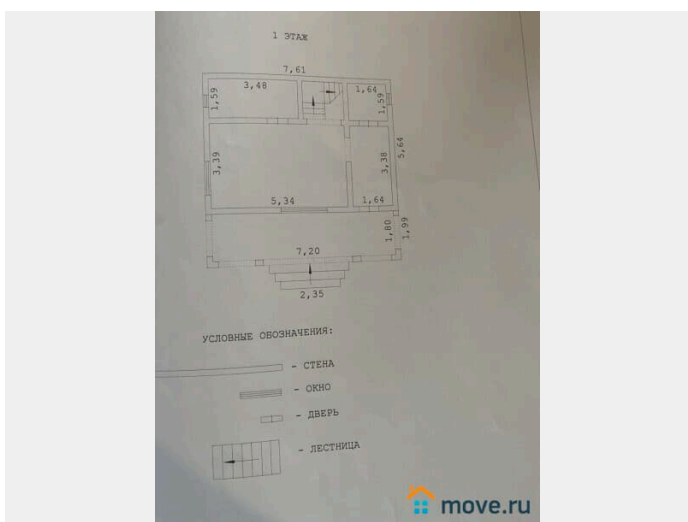 1 ЭТАЖ
7,61
3,48
1,64
1,59
1,59
3,39
3,38
5,64
5,34
1,64
1,80
1,99
7,20
2,35
УСЛОВНЫЕ ОБОЗНАЧЕНИЯ:
- СТЕНА
- ОКНО
- ДВЕРЬ
- ЛЕСТНИЦА
move.ru